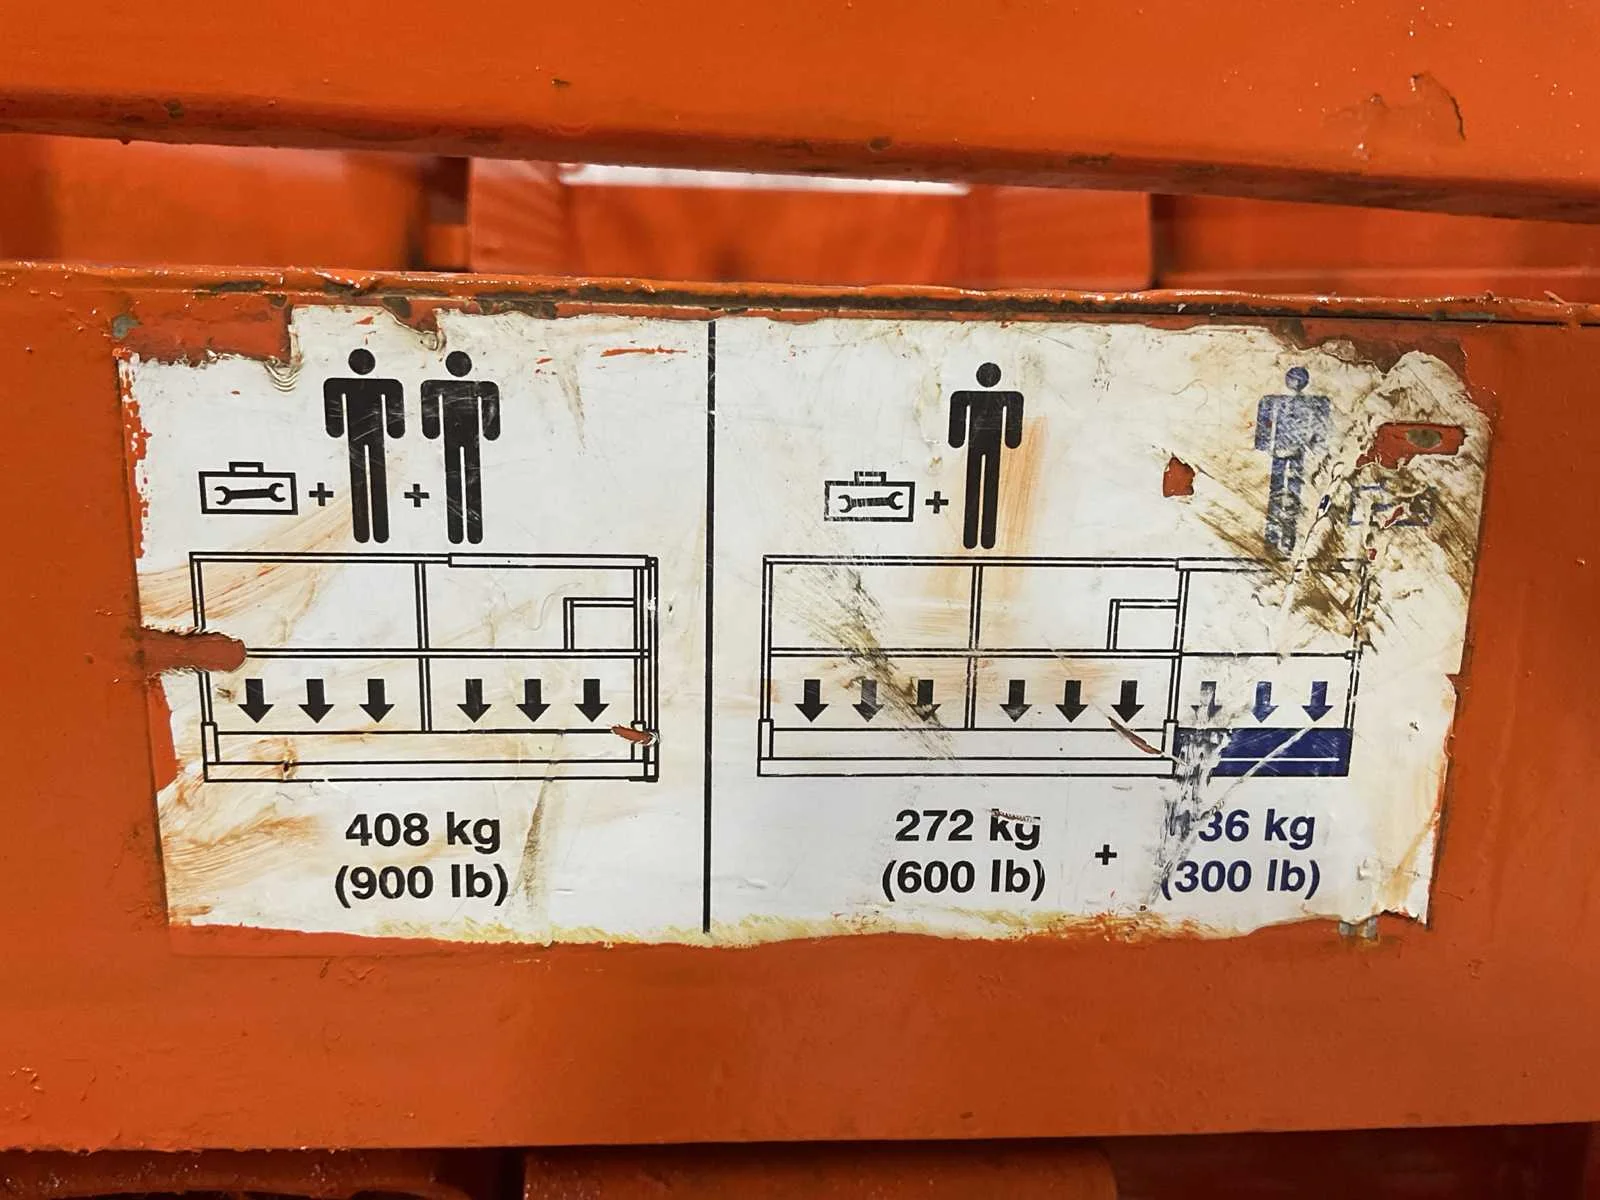 + +
408 kg
(900 lb)
+
272 kg
(600 lb)
+
36 kg
(300 lb)